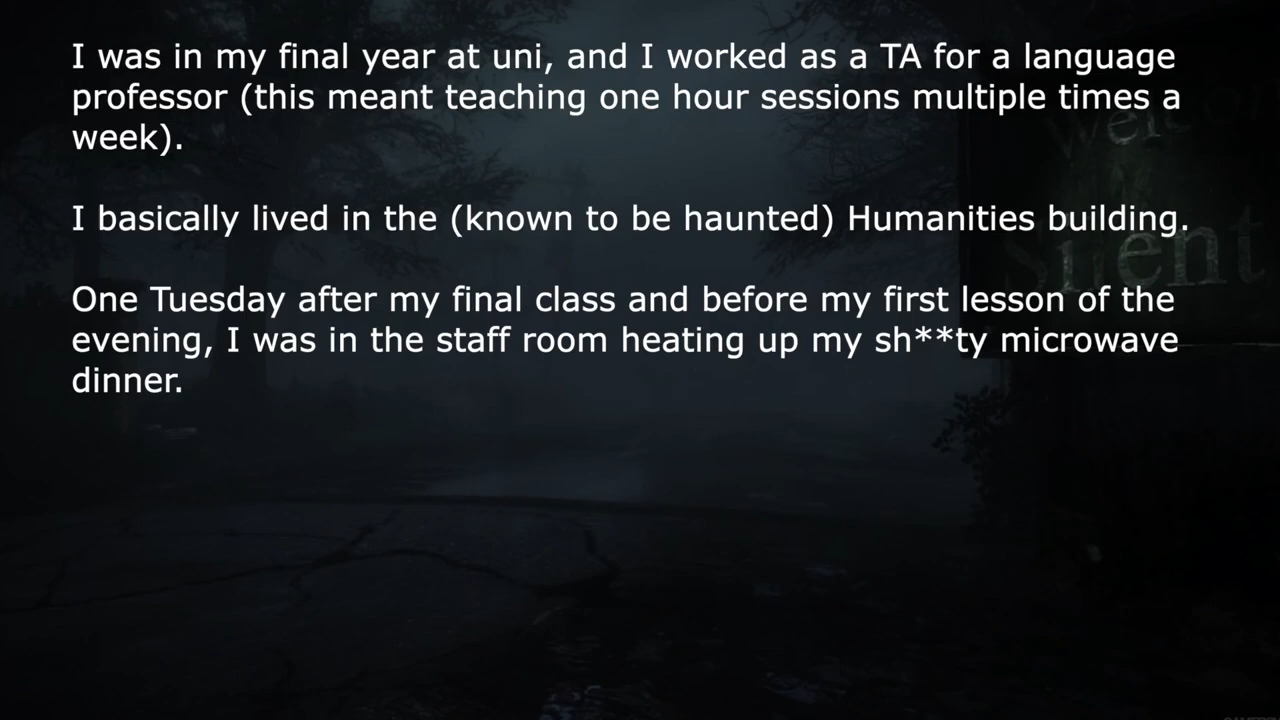 I was in my final year at uni, and I worked as a TA for a language
professor (this meant teaching one hour sessions multiple times a
week).
I basically lived in the (known to be haunted) Humanities building.
One Tuesday after my final class and before my first lesson of the
evening, I was in the staff room heating up my sh**ty microwave
dinner.
Silent